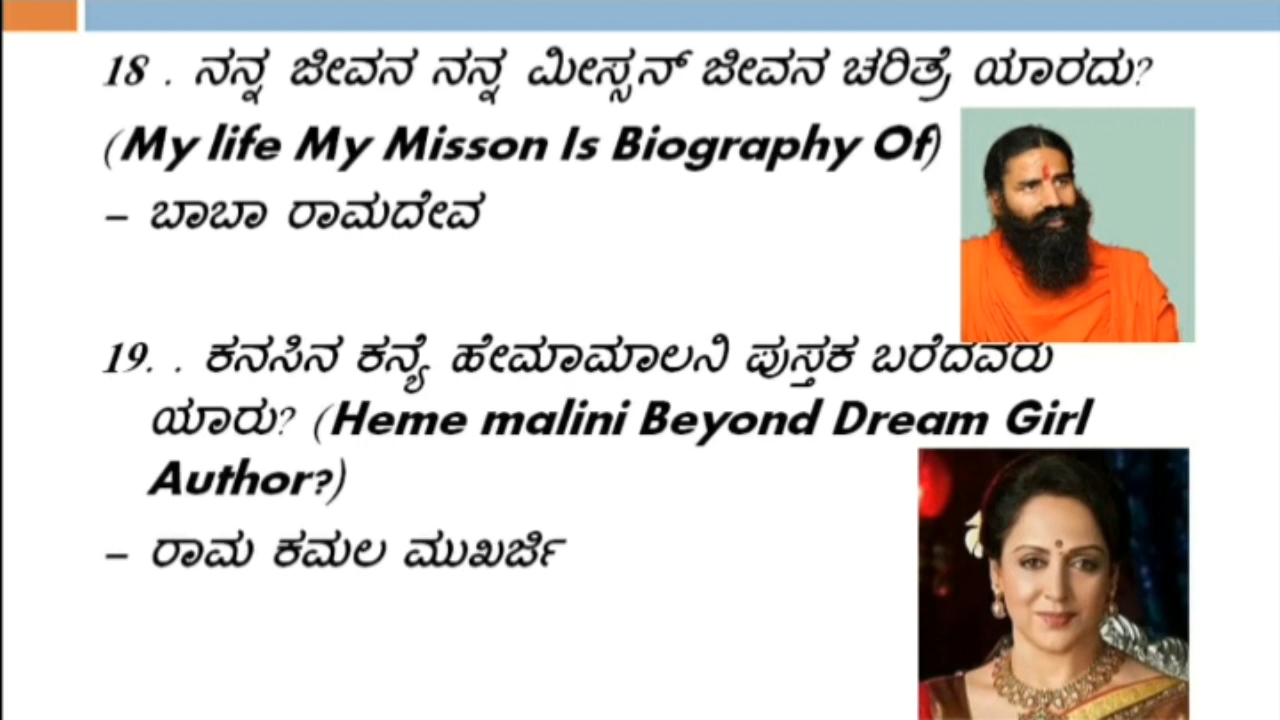 18 . ನನ್ನ ಜೀವನ ನನ್ನ ಮೀಸ್ಸನ್ ಜೀವನ ಚರಿತ್ರೆ ಯಾರದು?
(My life My Misson Is Biography Of)
– ಬಾಬಾ ರಾಮದೇವ
19. . ಕನಸಿನ ಕನ್ಯೆ ಹೇಮಾಮಾಲನಿ ಪುಸ್ತಕ ಬರೆದವರು
ಯಾರು? (Heme malini Beyond Dream Girl
Author?)
– ರಾಮ ಕಮಲ ಮುಖರ್ಜಿ